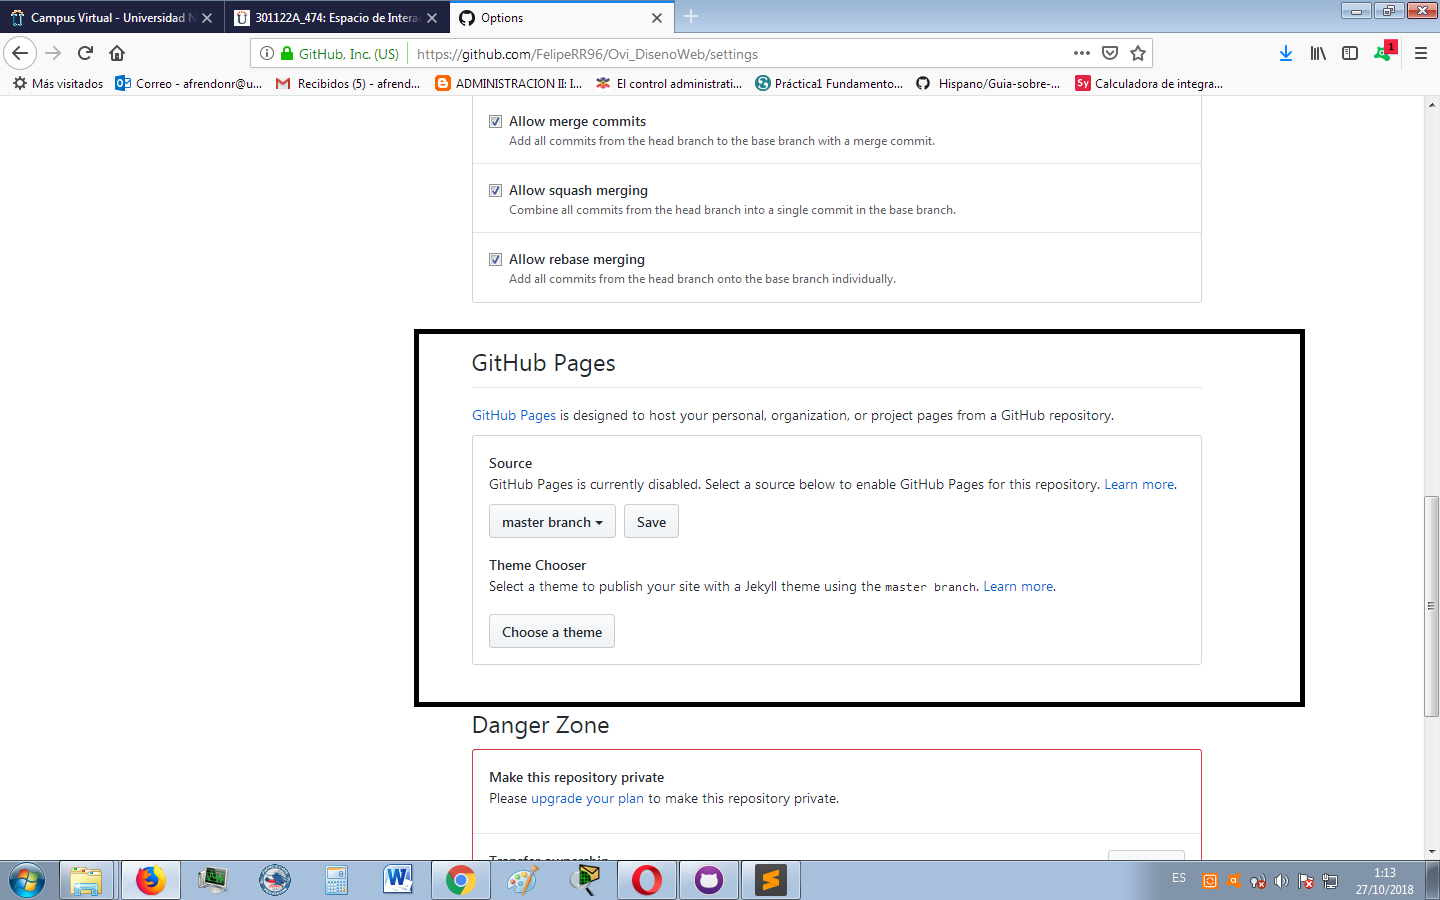 Campus Virtual - Universidad N
301122A_474: Espacio de Intera
Options
GitHub, Inc. (US)
https://github.com/FelipeRR96/Ovi_DisenoWeb/settings
1
Más visitados
Correo - afrendonr@u...
Recibidos (5) - afrend...
ADMINISTRACION II: I...
El control administrati...
Práctica1 Fundamento...
Hispano/Guia-sobre-...
Sy
Calculadora de integra...
Allow merge commits
Add all commits from the head branch to the base branch with a merge commit.
Allow squash merging
Combine all commits from the head branch into a single commit in the base branch.
Allow rebase merging
Add all commits from the head branch onto the base branch individually.
GitHub Pages
GitHub Pages is designed to host your personal, organization, or project pages from a GitHub repository.
Source
GitHub Pages is currently disabled. Select a source below to enable GitHub Pages for this repository. Learn more.
master branch
Save
Theme Chooser
Select a theme to publish your site with a Jekyll theme using the master branch. Learn more.
Choose a theme
Danger Zone
Make this repository private
Please upgrade your plan to make this repository private.
Transfer ownership
ES
1:13
27/10/2018